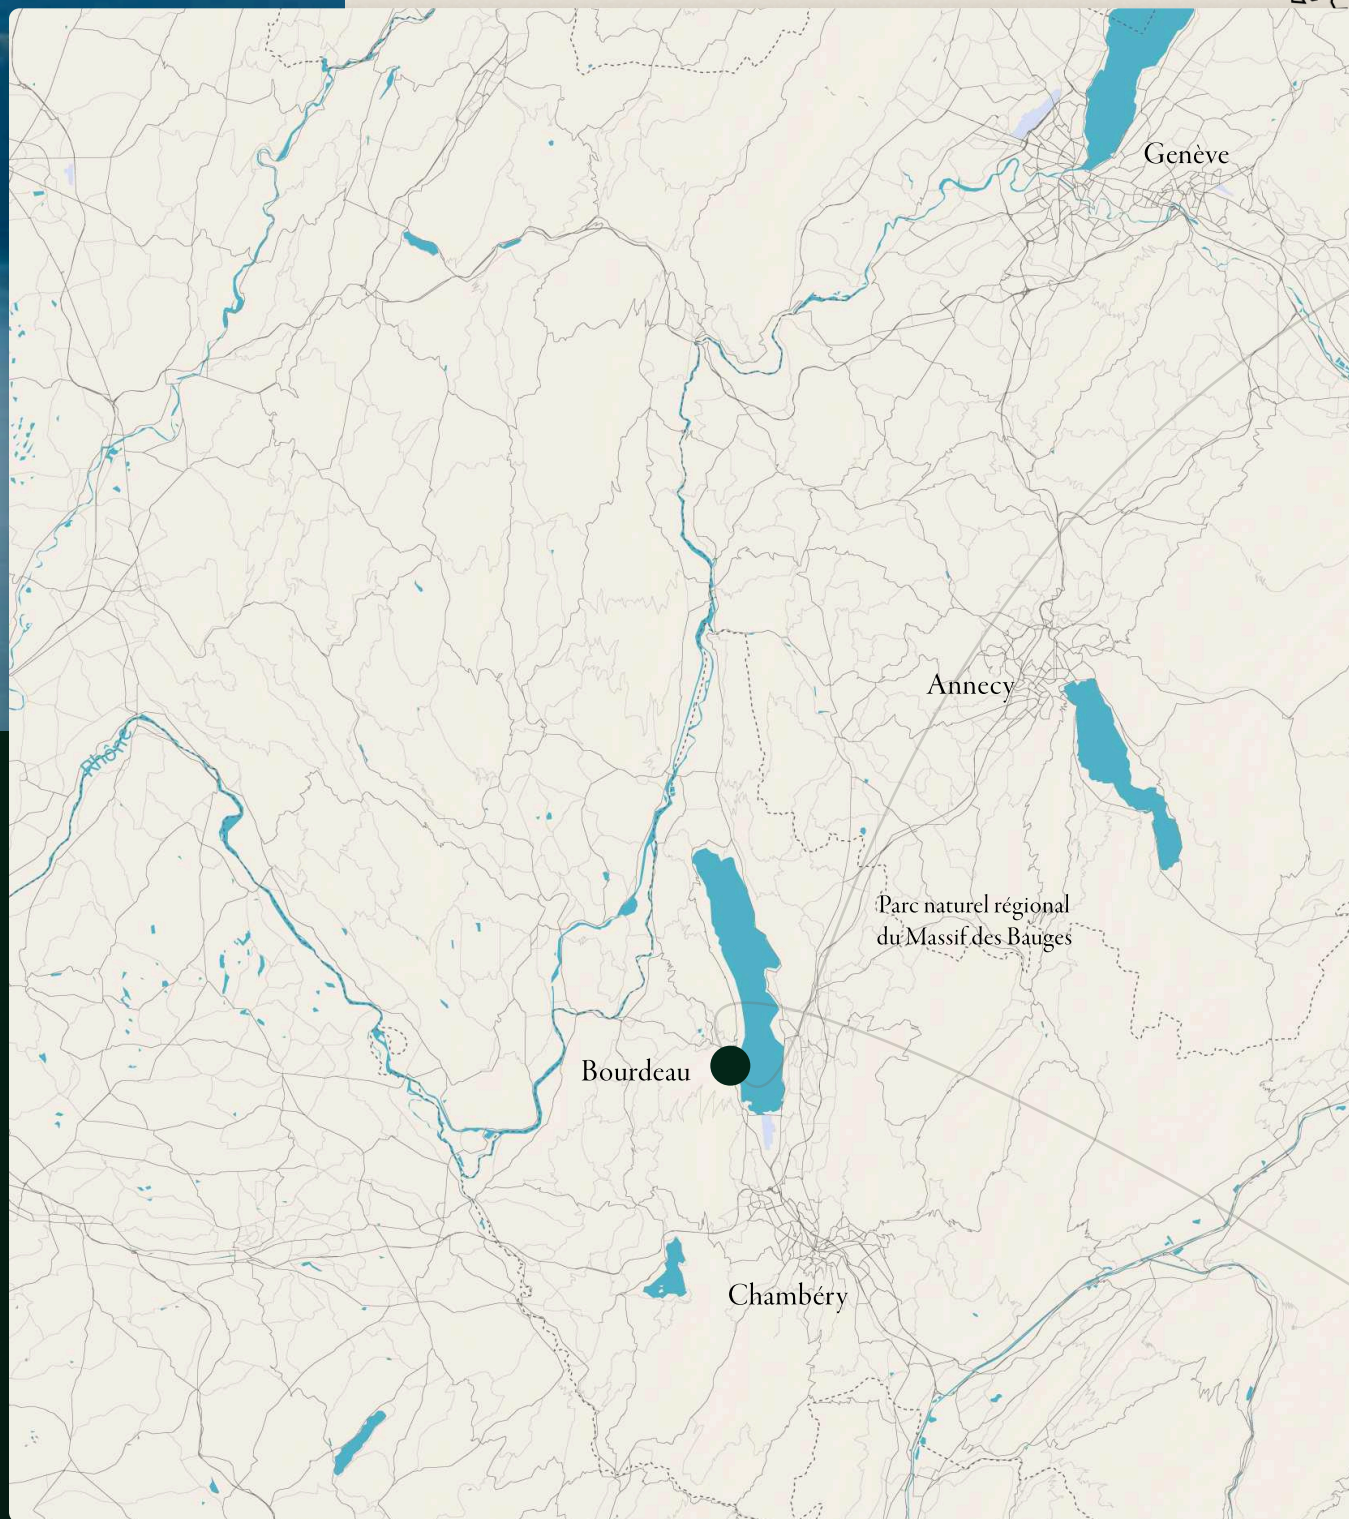 Genève
Annecy
Rhône
Parc naturel régional
du Massif des Bauges
Bourdeau
Chambéry